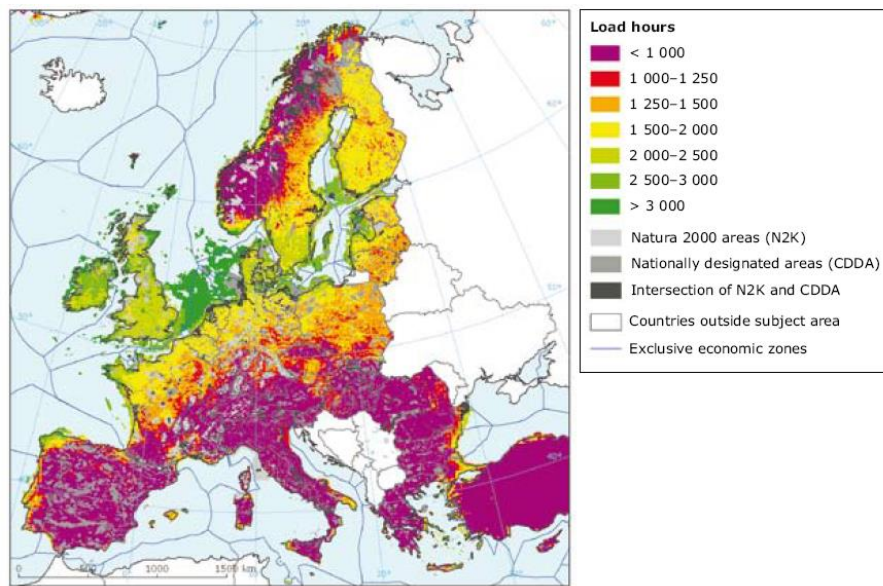 Load hours
< 1 000
1 000–1 250
1 250–1 500
1 500–2 000
2 000–2 500
2 500–3 000
> 3 000
Natura 2000 areas (N2K)
Nationally designated areas (CDDA)
Intersection of N2K and CDDA
Countries outside subject area
Exclusive economic zones
0 500 1000 1500 km